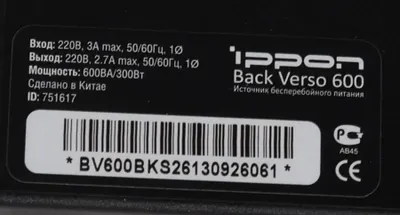 Вход: 220В, 3А max, 50/60Гц, 1Ø
Выход: 220В, 2.7А max, 50/60Гц, 1Ø
Мощность: 600ВА/300Вт
Сделано в Китае
ID: 751617
ippon
Back Verso 600
Источник бесперебойного питания
* BV600BKS26130926061 *
АВ45
CE